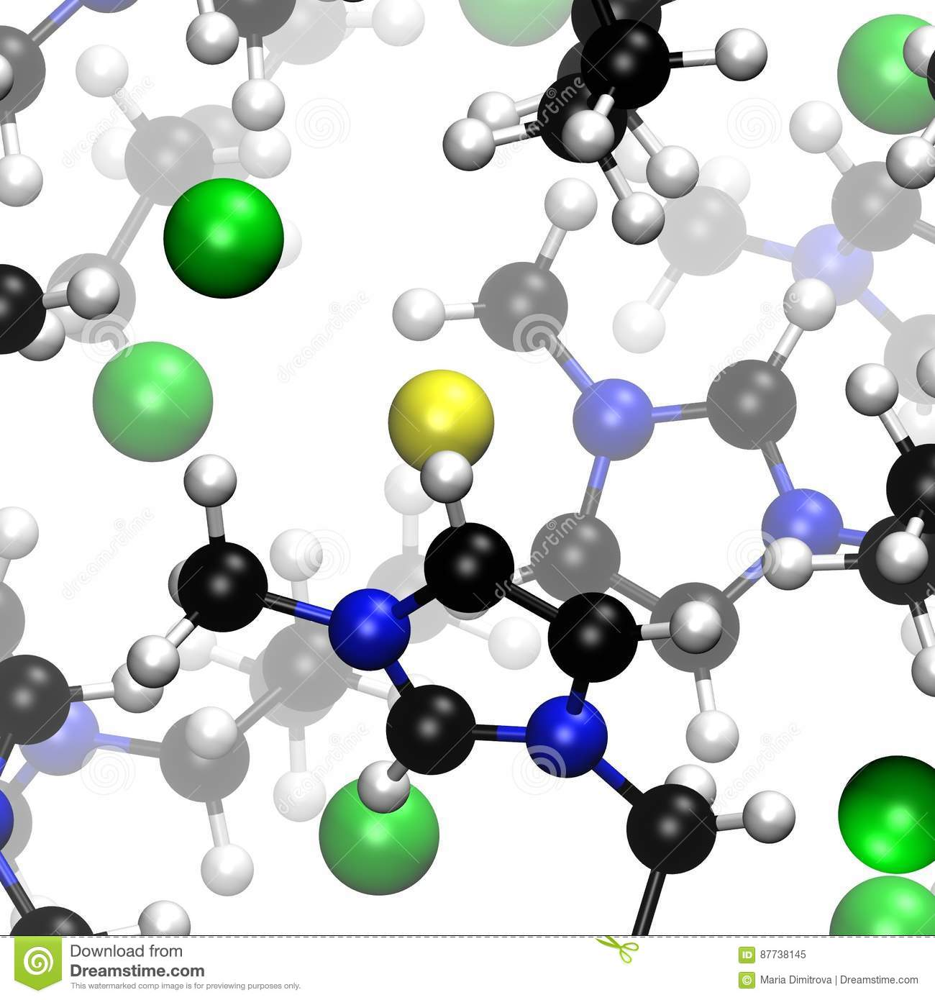 dreamstime
Download from
Dreamstime.com
This watermarked comp image is for previewing purposes only.
ID 87738145
© Maria Dimitrova | Dreamstime.com